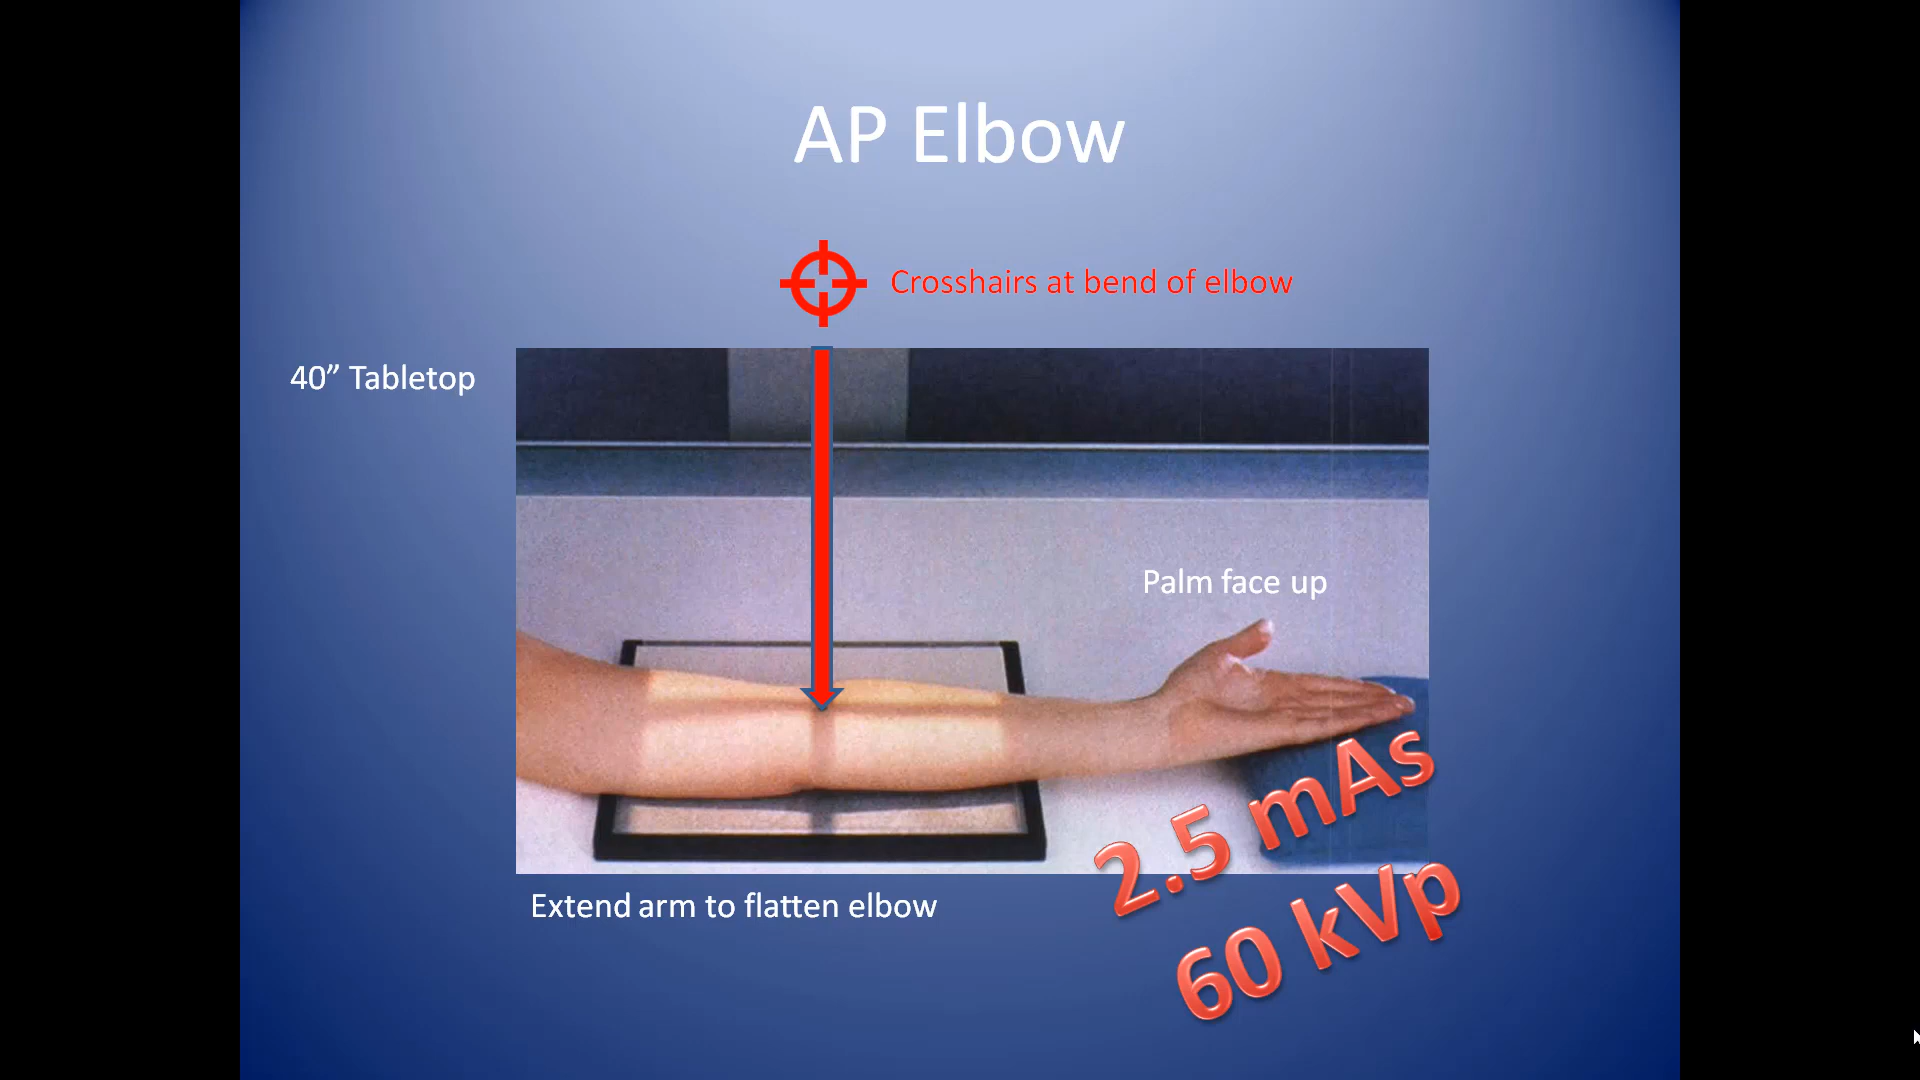 AP Elbow
Crosshairs at bend of elbow
40” Tabletop
Palm face up
2.5 mAs
60 kVp
Extend arm to flatten elbow